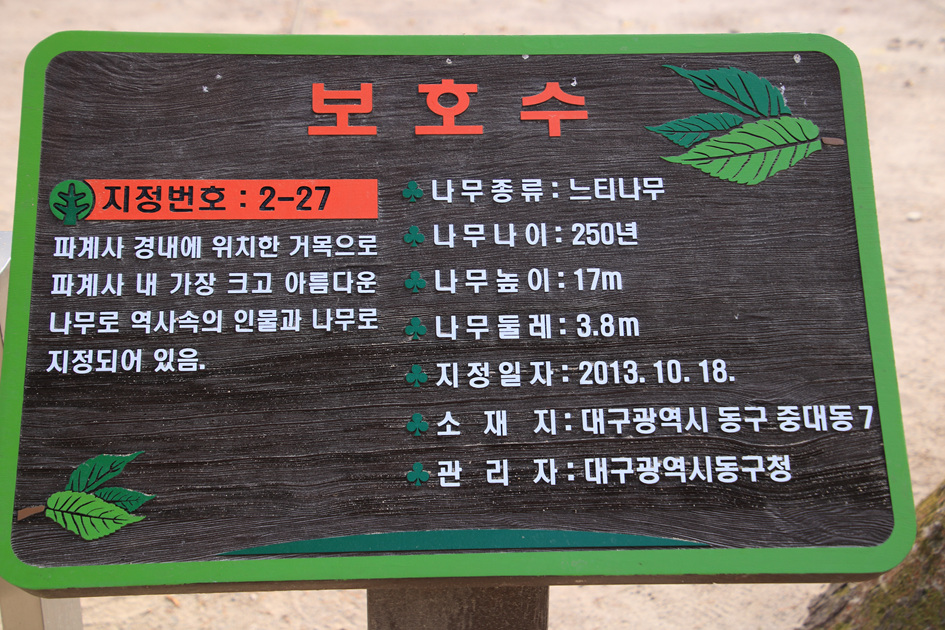 보호수
지정번호 : 2-27
파계사 경내에 위치한 거목으로
파계사 내 가장 크고 아름다운
나무로 역사속의 인물과 나무로
지정되어 있음.
나무종류 : 느티나무
나무나이 : 250년
나무높이 : 17m
나무둘레 : 3.8m
지정일자 : 2013. 10. 18.
소 재 지 : 대구광역시 동구 중대동 7
관 리 자 : 대구광역시동구청